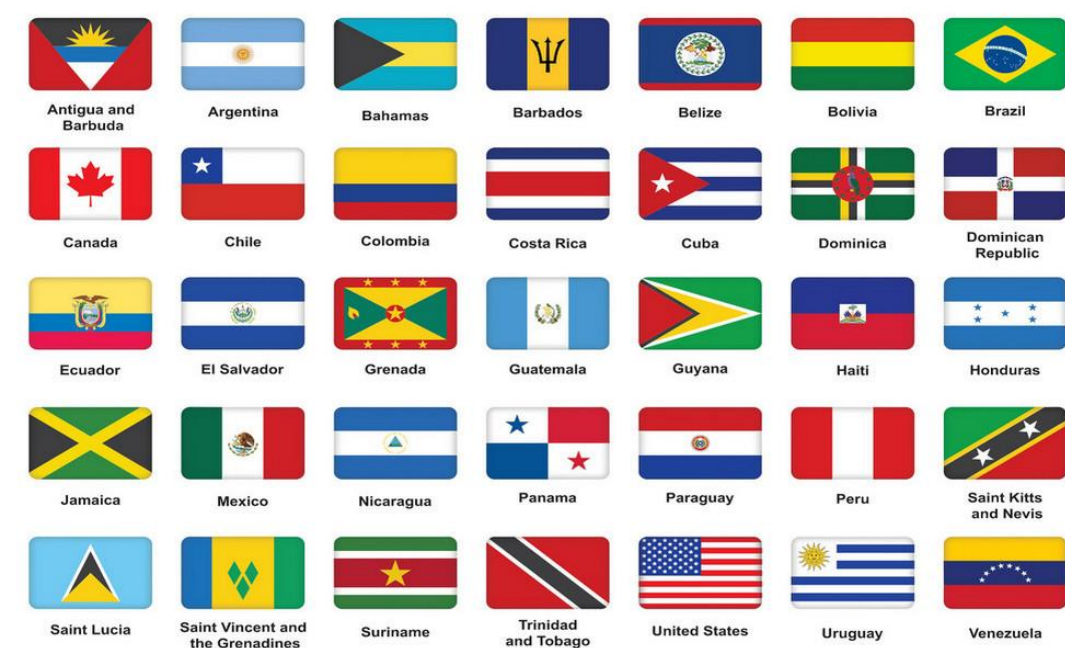 Antigua and
Barbuda
Argentina
Bahamas
Barbados
Belize
Bolivia
Brazil
Canada
Chile
Colombia
Costa Rica
Cuba
Dominica
Dominican
Republic
Ecuador
El Salvador
Grenada
Guatemala
Guyana
Haiti
Honduras
Jamaica
Mexico
Nicaragua
Panama
Paraguay
Peru
Saint Kitts
and Nevis
Saint Lucia
Saint Vincent and
the Grenadines
Suriname
Trinidad
and Tobago
United States
Uruguay
Venezuela